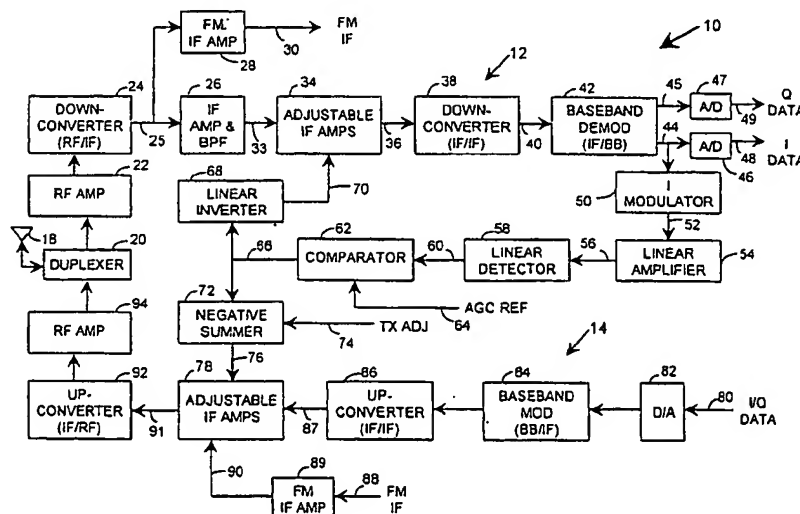 FM.
IF AMP
28
30
FM
IF
10
12
24
DOWN-
CONVERTER
(RF/IF)
25
26
IF
AMP &
BPF
33
34
ADJUSTABLE
IF AMPS
36
38
DOWN-
CONVERTER
(IF/IF)
40
42
BASEBAND
DEMOD
(IF/BB)
45
47
A/D
49
Q
DATA
44
A/D
48
46
I
DATA
22
RF AMP
68
LINEAR
INVERTER
70
50
I
MODULATOR
52
18
20
DUPLEXER
66
62
COMPARATOR
60
58
LINEAR
DETECTOR
56
LINEAR
AMPLIFIER
54
94
RF AMP
72
NEGATIVE
SUMMER
74
TX ADJ
64
AGC REF
76
14
92
UP-
CONVERTER
(IF/RF)
91
78
ADJUSTABLE
IF AMPS
87
86
UP-
CONVERTER
(IF/IF)
84
BASEBAND
MOD
(BB/IF)
82
D/A
80
I/Q
DATA
90
89
FM
IF AMP
88
FM
IF